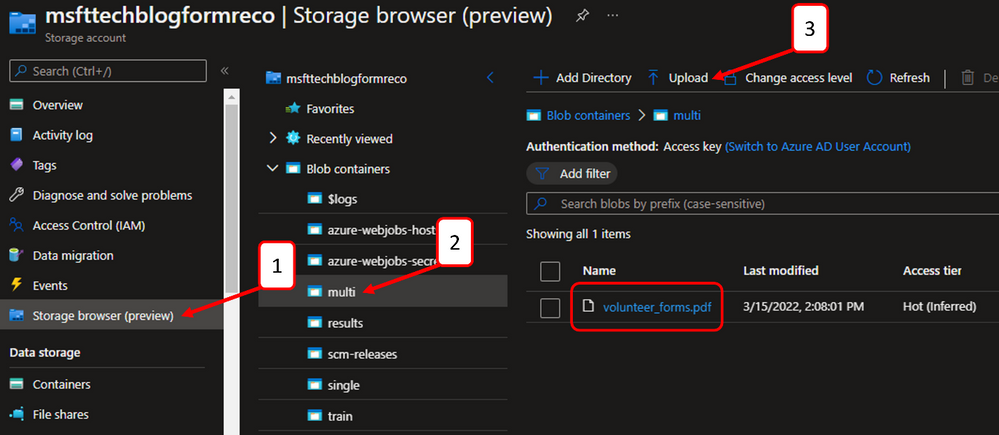 msfttechblogformreco | Storage browser (preview)
Storage account
Search (Ctrl+/)
Overview
Activity log
Tags
Diagnose and solve problems
Access Control (IAM)
Data migration
Events
Storage browser (preview)
Data storage
Containers
File shares
1
msfttechblogformreco
Favorites
Recently viewed
Blob containers
$logs
azure-webjobs-host
azure-webjobs-secre
multi
results
scm-releases
single
train
2
3
Add Directory
Upload
Change access level
Refresh
De
Blob containers > multi
Authentication method: Access key (Switch to Azure AD User Account)
Add filter
Search blobs by prefix (case-sensitive)
Showing all 1 items
Name Last modified Access tier
volunteer_forms.pdf 3/15/2022, 2:08:01 PM Hot (Inferred)